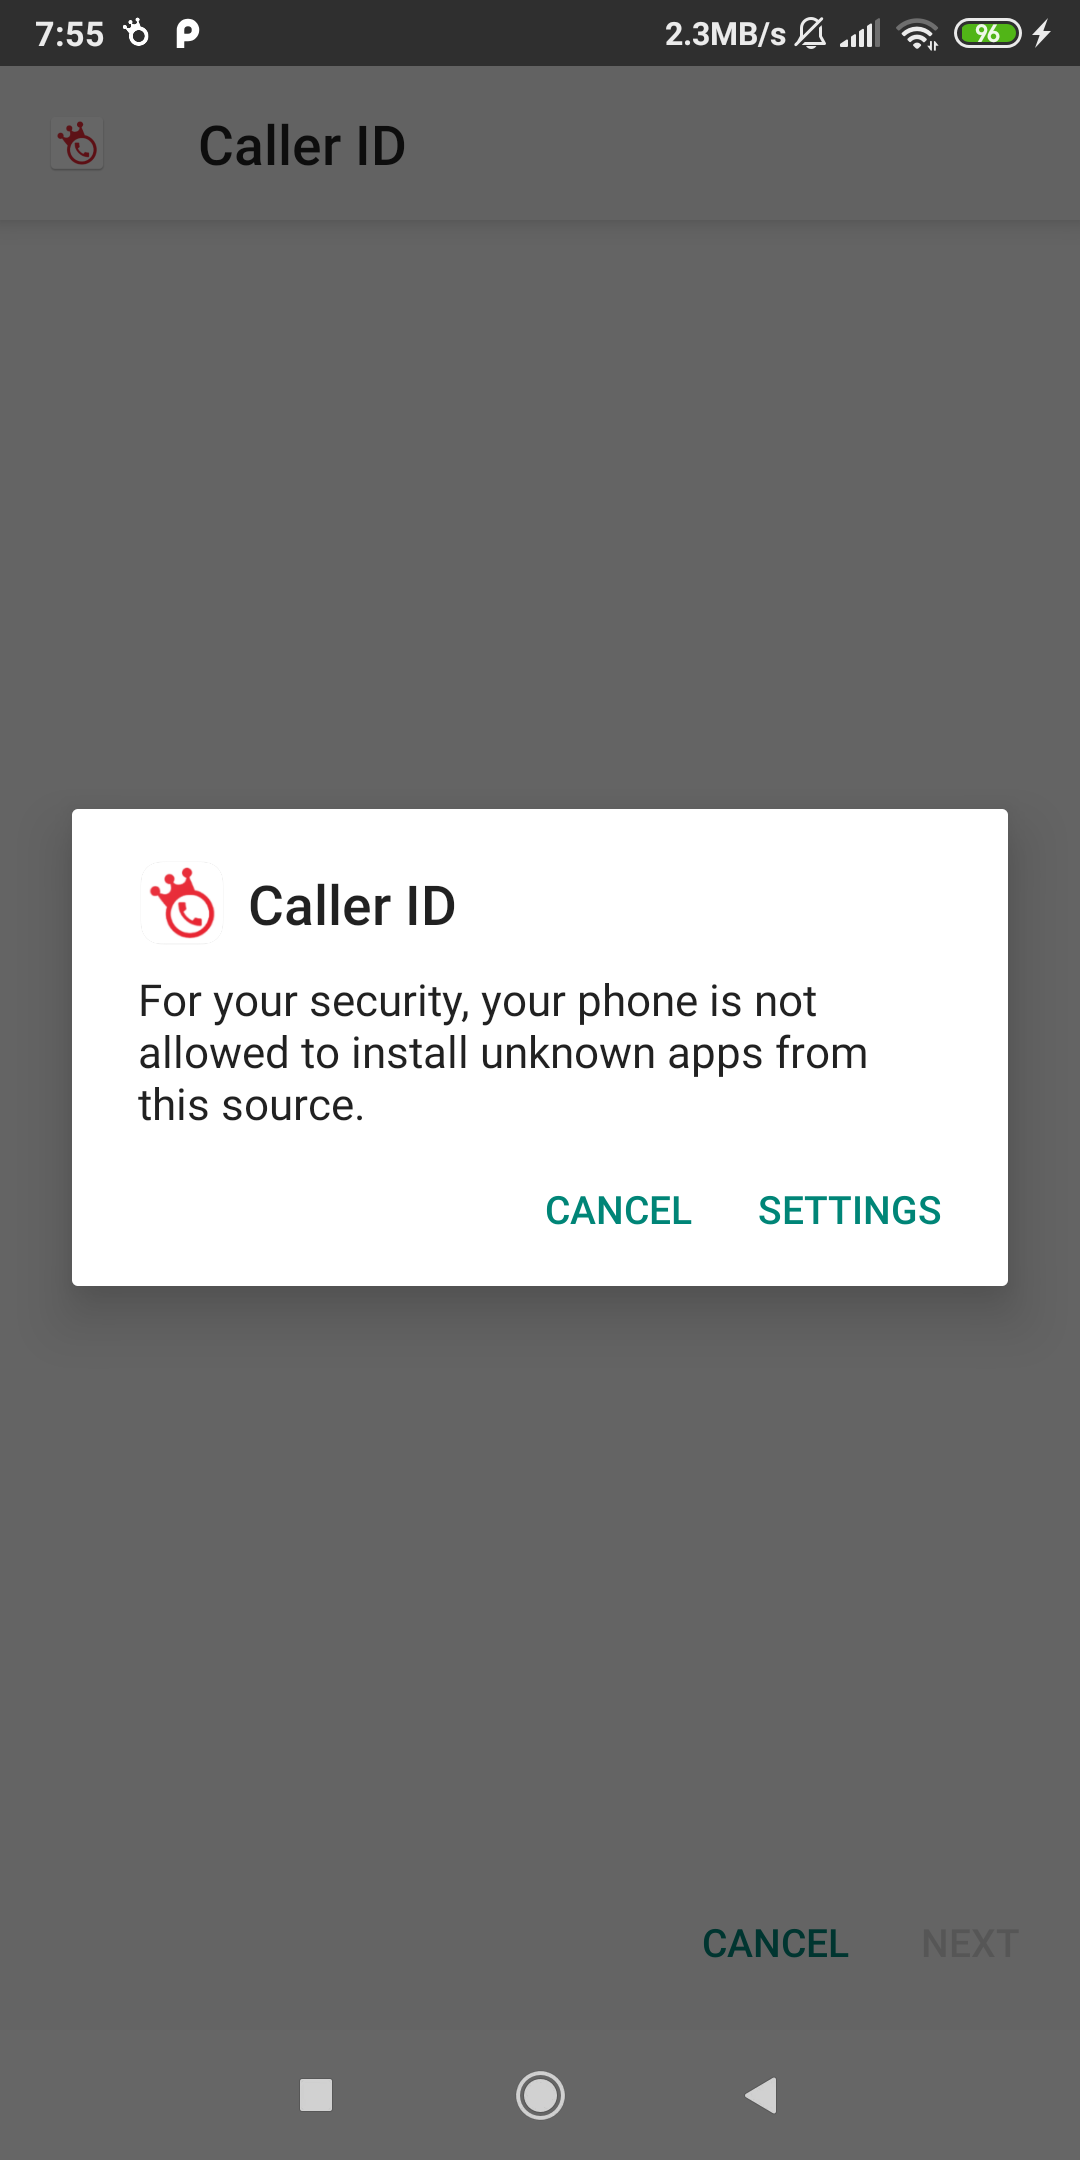 7:55 2.3MB/s 96
Caller ID
Caller ID
For your security, your phone is not
allowed to install unknown apps from
this source.
CANCEL SETTINGS
CANCEL NEXT